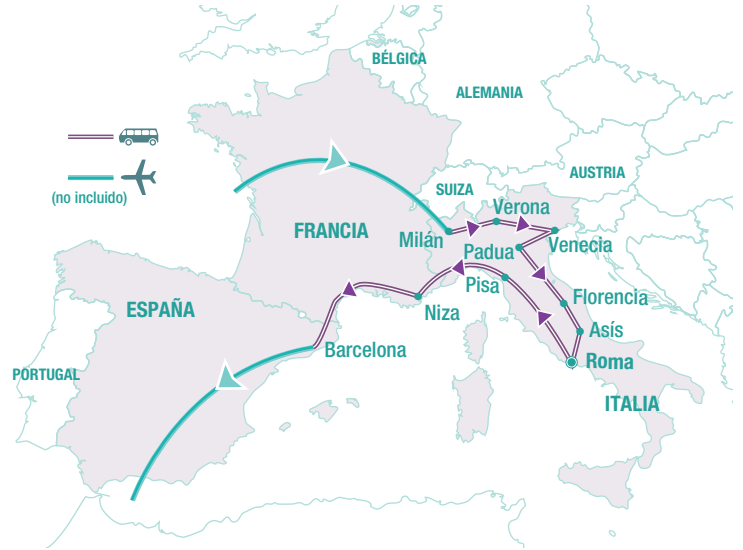 BÉLGICA
ALEMANIA
(no incluido)
AUSTRIA
SUIZA
Verona
FRANCIA
Milán
Venecia
Padua
Pisa
ESPAÑA
Niza
Florencia
Asís
Barcelona
Roma
PORTUGAL
ITALIA